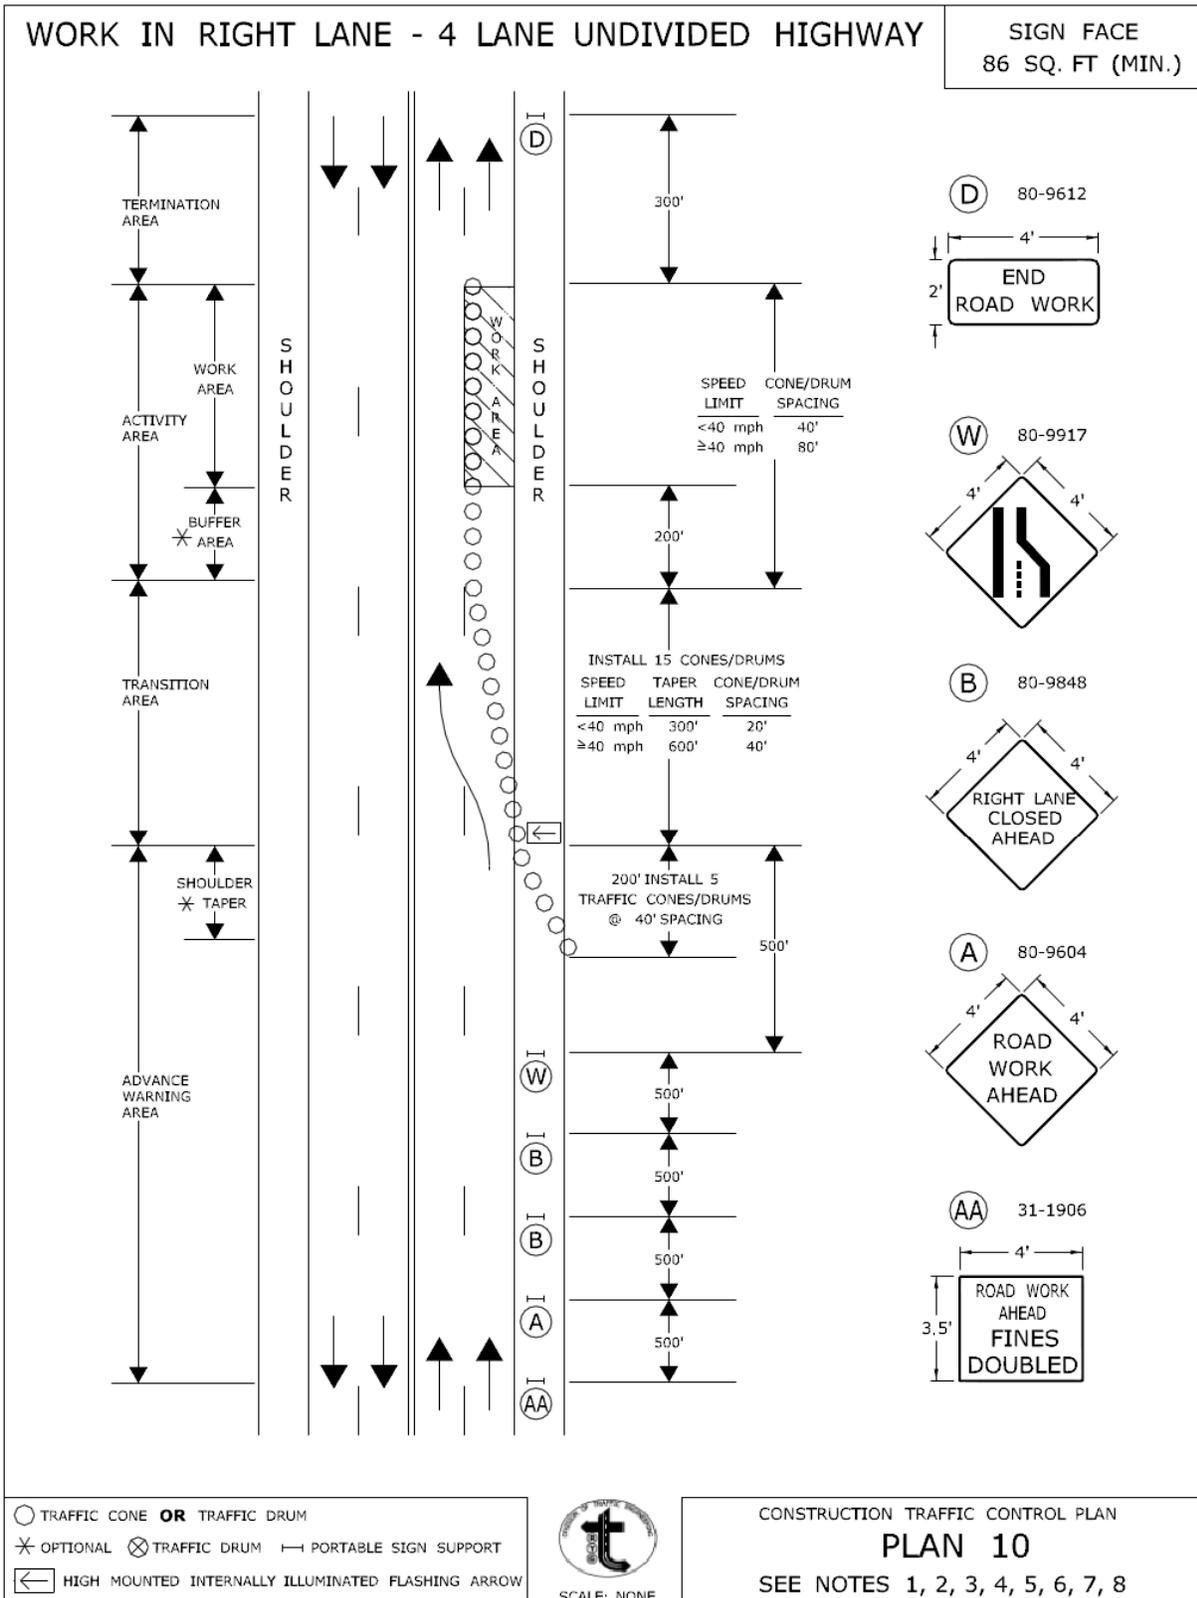 WORK IN RIGHT LANE - 4 LANE UNDIVIDED HIGHWAY
SIGN FACE
86 SQ. FT (MIN.)
TERMINATION
AREA
ACTIVITY
AREA
WORK
AREA
BUFFER
AREA
TRANSITION
AREA
SHOULDER
TAPER
ADVANCE
WARNING
AREA
SHOULDER
WORK AREA
SHOULDER
D
300'
SPEED LIMIT CONE/DRUM SPACING
<40 mph 40'
≥40 mph 80'
200'
INSTALL 15 CONES/DRUMS
SPEED TAPER CONE/DRUM
LIMIT LENGTH SPACING
<40 mph 300' 20'
≥40 mph 600' 40'
200' INSTALL 5
TRAFFIC CONES/DRUMS
@ 40' SPACING
500'
W
500'
B
500'
B
500'
A
500'
AA
D 80-9612
4'
2'
END
ROAD WORK
W 80-9917
4' 4'
B 80-9848
4' 4'
RIGHT LANE
CLOSED
AHEAD
A 80-9604
4' 4'
ROAD
WORK
AHEAD
AA 31-1906
4'
3.5'
ROAD WORK
AHEAD
FINES
DOUBLED
TRAFFIC CONE OR TRAFFIC DRUM
OPTIONAL TRAFFIC DRUM PORTABLE SIGN SUPPORT
HIGH MOUNTED INTERNALLY ILLUMINATED FLASHING ARROW
DIVISION OF TRAFFIC ENGINEERING
SCALE: NONE
CONSTRUCTION TRAFFIC CONTROL PLAN
PLAN 10
SEE NOTES 1, 2, 3, 4, 5, 6, 7, 8